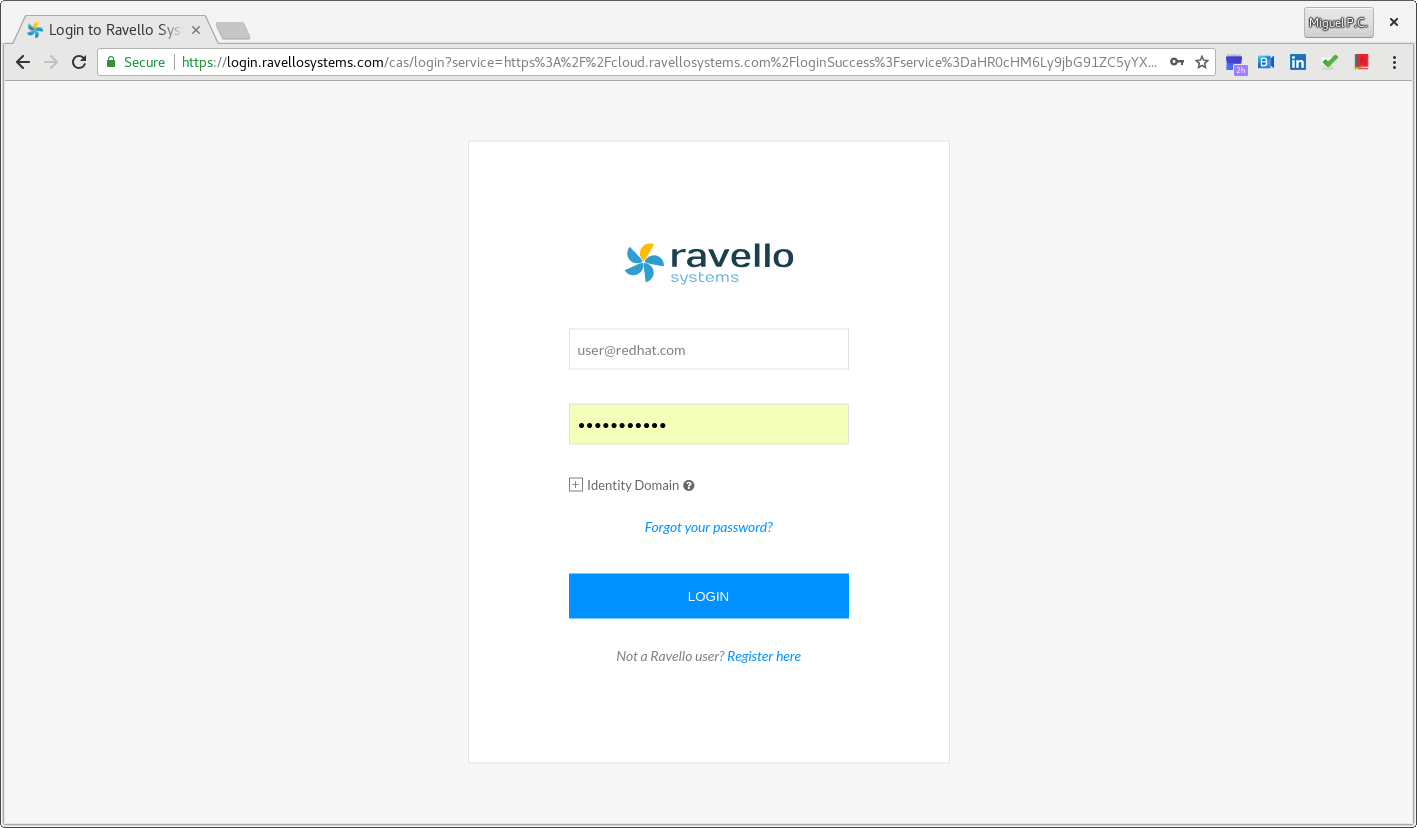 Login to Ravello Sys
Miguel P.C.
Secure
https://login.ravellosystems.com/cas/login?service=https%3A%2F%2Fcloud.ravellosystems.com%2FloginSuccess%3Fservice%3DaHR0cHM6Ly9jbG91ZC5yYX...
2h
B
in
ravello
systems
user@redhat.com
•••••••••••
Identity Domain
Forgot your password?
LOGIN
Not a Ravello user? Register here